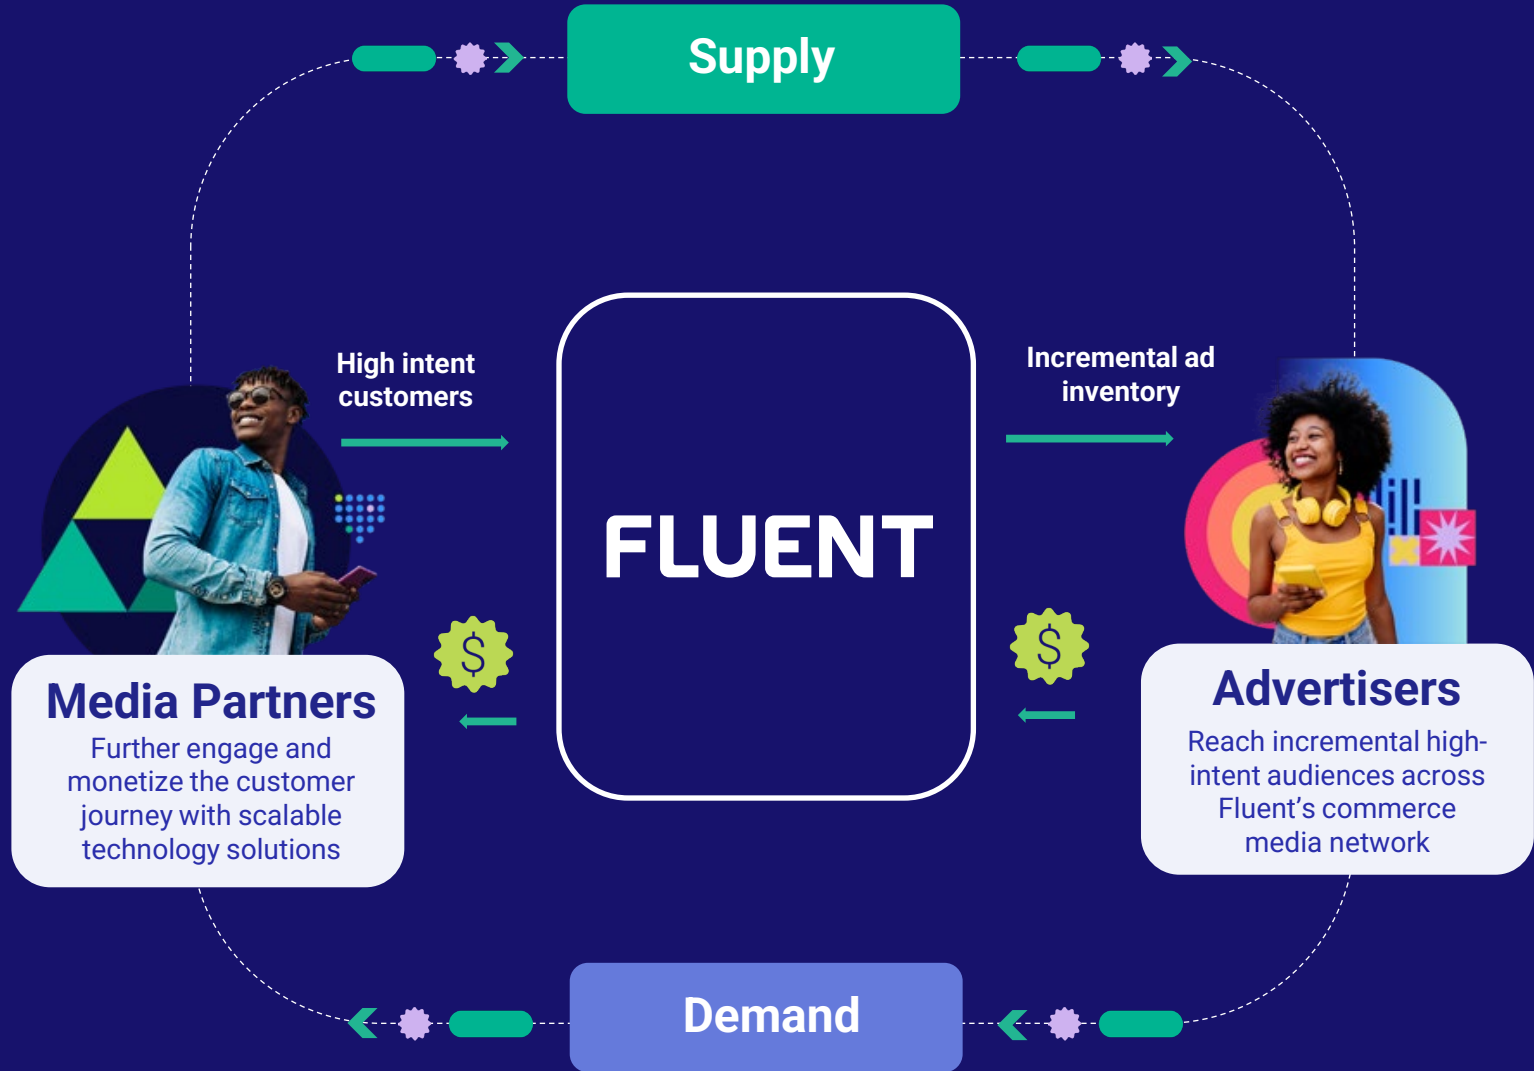 Supply
High intent
customers
Incremental ad
inventory
FLUENT
$
$
Media Partners
Further engage and
monetize the customer
journey with scalable
technology solutions
Advertisers
Reach incremental high-
intent audiences across
Fluent’s commerce
media network
Demand